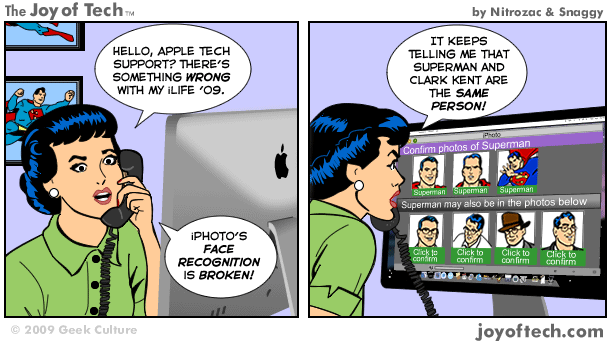 The Joy of Tech™
by Nitrozac & Snaggy
HELLO, APPLE TECH
SUPPORT? THERE'S
SOMETHING WRONG
WITH MY iLIFE '09.
iPHOTO'S
FACE
RECOGNITION
IS BROKEN!
IT KEEPS
TELLING ME THAT
SUPERMAN AND
CLARK KENT ARE
THE SAME
PERSON!
iPhoto
Confirm photos of Superman
Superman
Superman
Superman
Superman may also be in the photos below
Click to
confirm
Click to
confirm
Click to
confirm
Click to
confirm
© 2009 Geek Culture
joyoftech.com